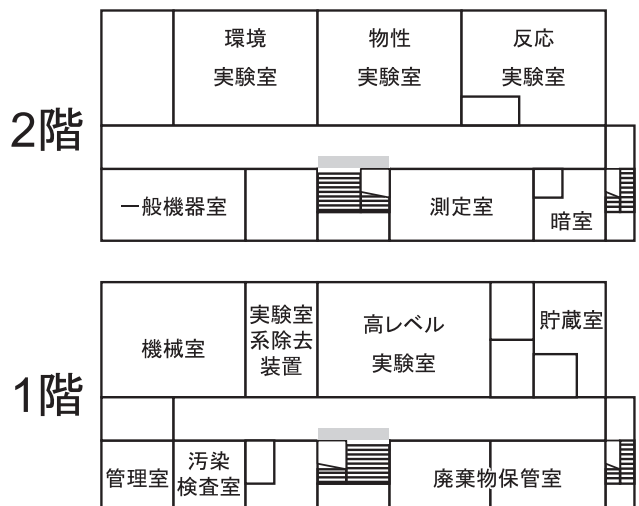 2階
環境
実験室
物性
実験室
反応
実験室
一般機器室
測定室
暗室
1階
機械室
実験室
系除去
装置
高レベル
実験室
貯蔵室
管理室
汚染
検査室
廃棄物保管室